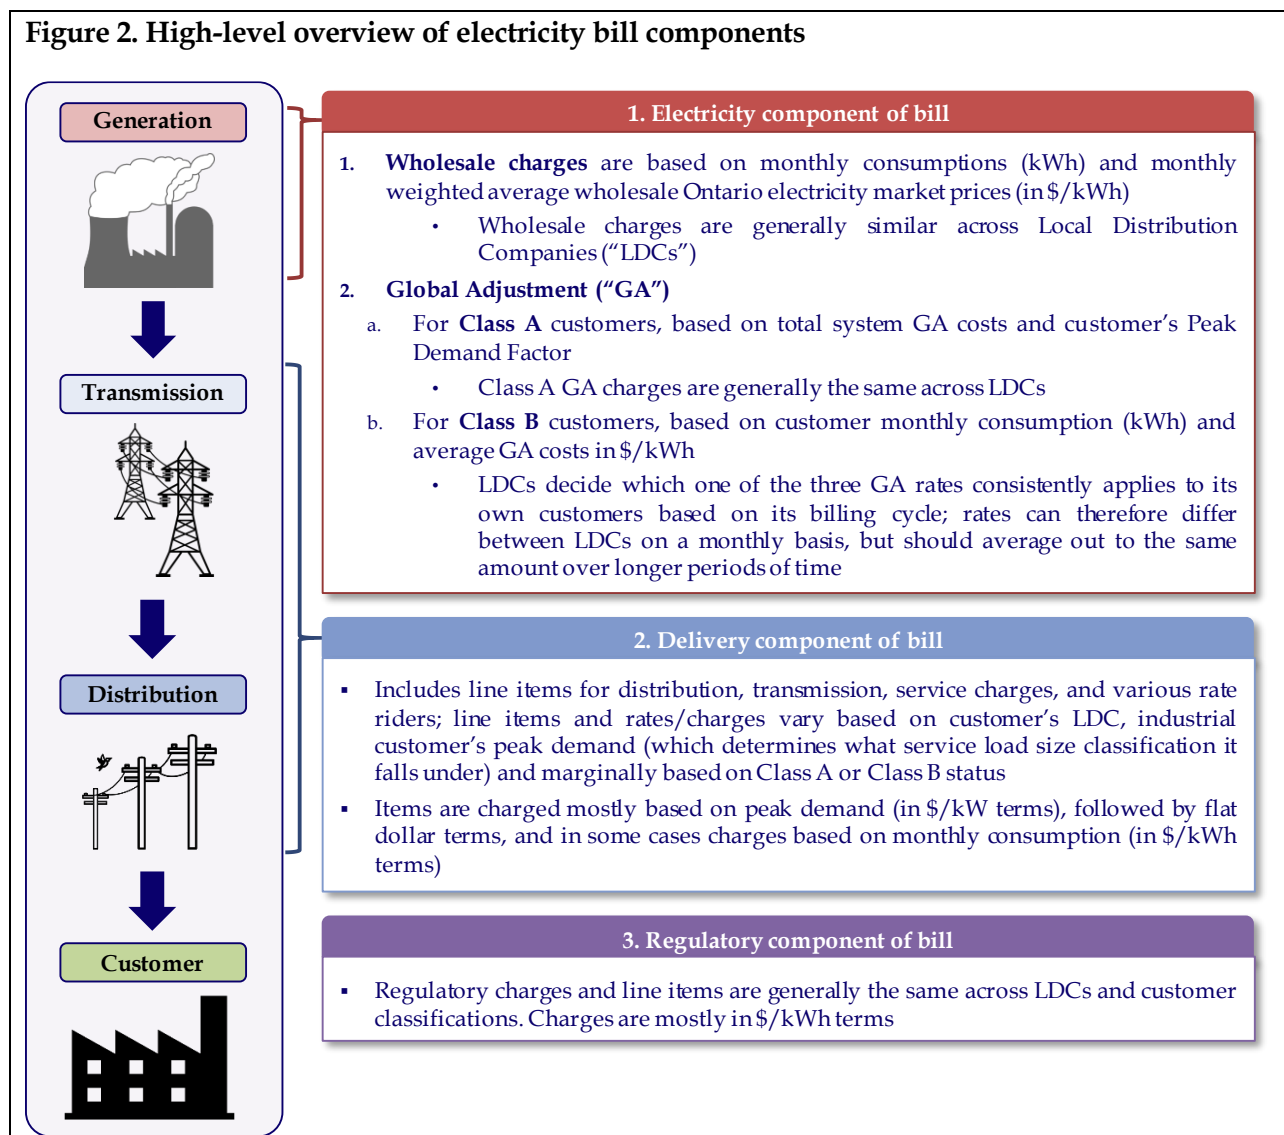 Figure 2. High-level overview of electricity bill components
Generation
Transmission
Distribution
Customer
1. Electricity component of bill
1. Wholesale charges are based on monthly consumptions (kWh) and monthly
weighted average wholesale Ontario electricity market prices (in $/kWh)
• Wholesale charges are generally similar across Local Distribution
Companies (“LDCs”)
2. Global Adjustment (“GA”)
a. For Class A customers, based on total system GA costs and customer’s Peak
Demand Factor
• Class A GA charges are generally the same across LDCs
b. For Class B customers, based on customer monthly consumption (kWh) and
average GA costs in $/kWh
• LDCs decide which one of the three GA rates consistently applies to its
own customers based on its billing cycle; rates can therefore differ
between LDCs on a monthly basis, but should average out to the same
amount over longer periods of time
2. Delivery component of bill
▪ Includes line items for distribution, transmission, service charges, and various rate
riders; line items and rates/charges vary based on customer’s LDC, industrial
customer’s peak demand (which determines what service load size classification it
falls under) and marginally based on Class A or Class B status
▪ Items are charged mostly based on peak demand (in $/kW terms), followed by flat
dollar terms, and in some cases charges based on monthly consumption (in $/kWh
terms)
3. Regulatory component of bill
▪ Regulatory charges and line items are generally the same across LDCs and customer
classifications. Charges are mostly in $/kWh terms